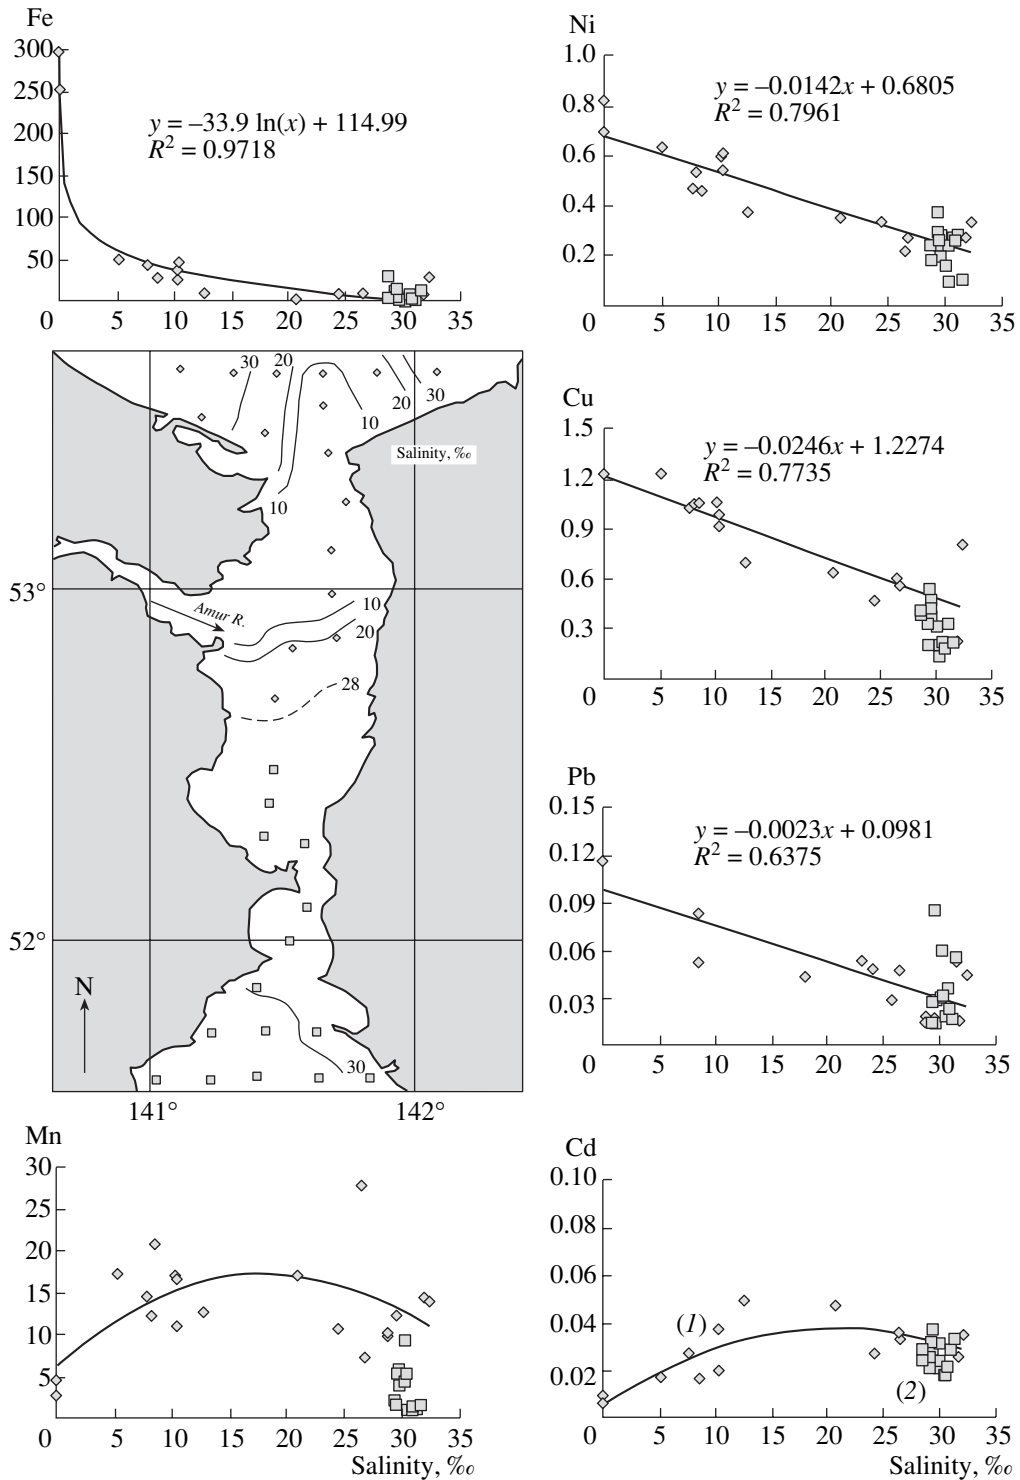 Fe
300
250
200
150
100
50
0 5 10 15 20 25 30 35
y = –33.9 ln(x) + 114.99
R² = 0.9718
Ni
1.0
0.8
0.6
0.4
0.2
0 5 10 15 20 25 30 35
y = –0.0142x + 0.6805
R² = 0.7961
30 20
20 30
10
Salinity, ‰
10
53°
Amur R.
10
20
28
52°
N
30
141° 142°
Cu
1.5
1.2
0.9
0.6
0.3
0 5 10 15 20 25 30 35
y = –0.0246x + 1.2274
R² = 0.7735
Pb
0.15
0.12
0.09
0.06
0.03
0 5 10 15 20 25 30 35
y = –0.0023x + 0.0981
R² = 0.6375
Mn
30
25
20
15
10
5
0 5 10 15 20 25 30 35
Salinity, ‰
Cd
0.10
0.08
0.06
0.04
0.02
(1)
(2)
0 5 10 15 20 25 30 35
Salinity, ‰